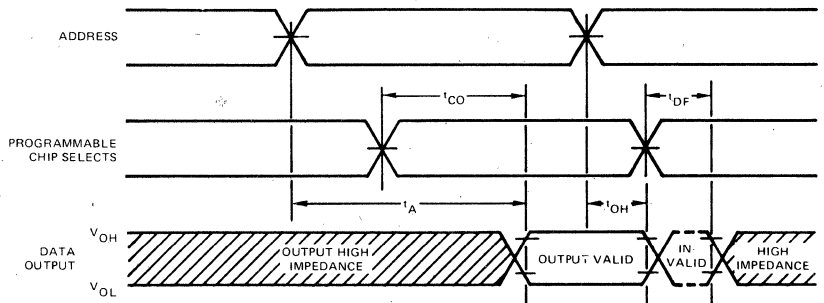 ADDRESS
tCO
tDF
PROGRAMMABLE
CHIP SELECTS
tA
tOH
VOH
DATA
OUTPUT
OUTPUT HIGH
IMPEDANCE
OUTPUT VALID
IN-
VALID
HIGH
IMPEDANCE
VOL